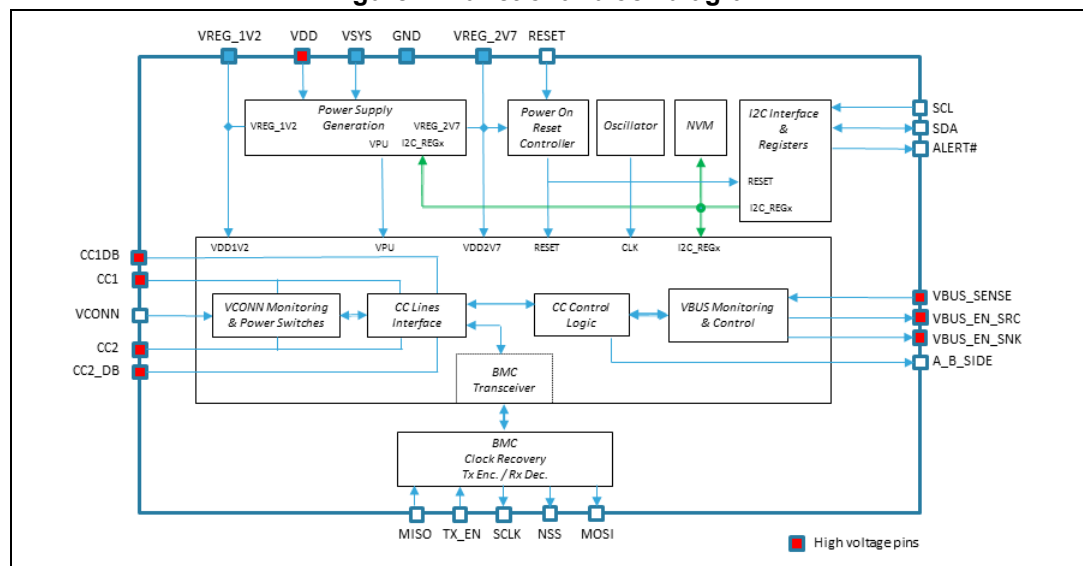 VREG_1V2 VDD VSYS GND VREG_2V7 RESET
Power Supply
Generation
VREG_1V2
VREG_2V7
VPU
I2C_REGx
Power On
Reset
Controller
Oscillator
NVM
I2C Interface
&
Registers
RESET
I2C_REGx
SCL
SDA
ALERT#
VDD1V2 VPU VDD2V7 RESET CLK I2C_REGx
CC1DB
CC1
VCONN
CC2
CC2_DB
VCONN Monitoring
& Power Switches
CC Lines
Interface
CC Control
Logic
VBUS Monitoring
& Control
VBUS_SENSE
VBUS_EN_SRC
VBUS_EN_SNK
A_B_SIDE
BMC
Transceiver
BMC
Clock Recovery
Tx Enc. / Rx Dec.
MISO TX_EN SCLK NSS MOSI
High voltage pins